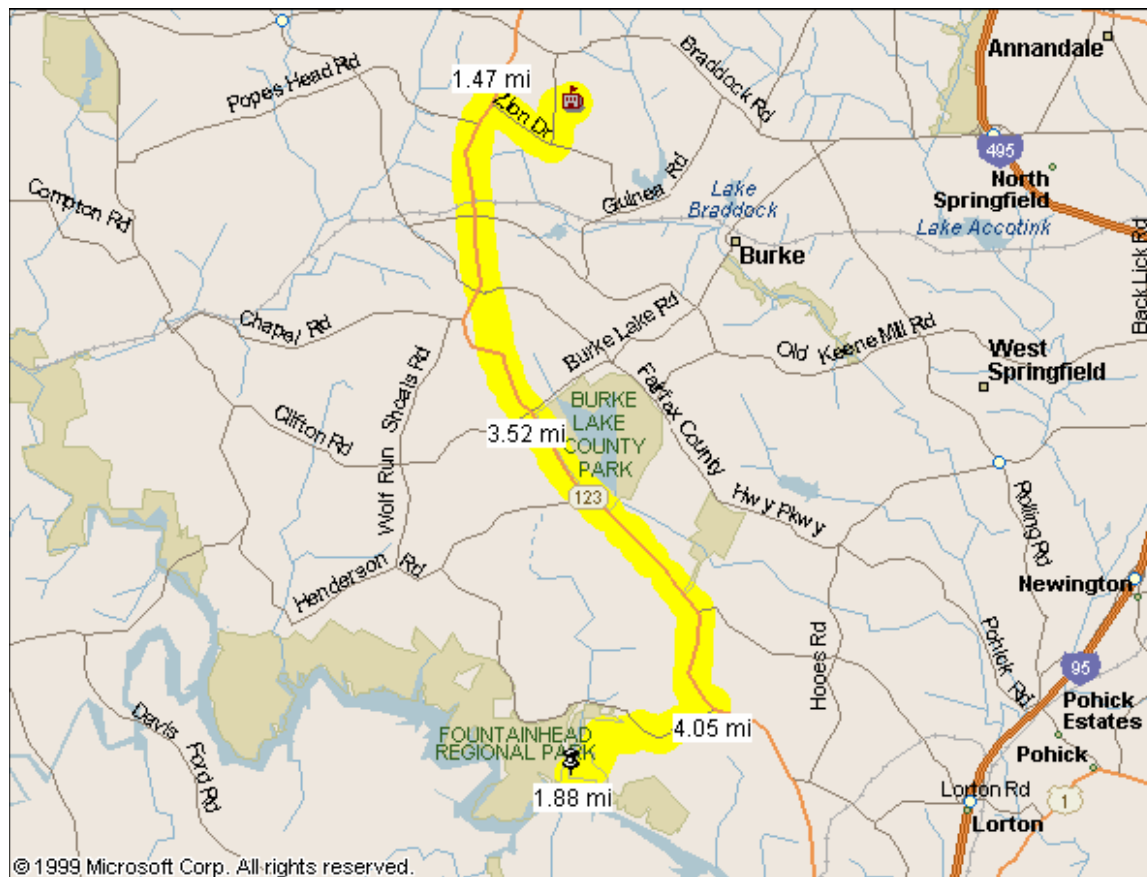 Annandale
Braddock Rd
1.47 mi
Popes Head Rd
Zion Dr
495
North
Springfield
Guinea Rd
Lake
Braddock
Lake Accotink
Compton Rd
Burke
Back Lick Rd
Chapel Rd
Burke Lake Rd
Old Keene Mill Rd
West
Springfield
Fairfax County
Hwy Pkwy
BURKE
LAKE
COUNTY
PARK
Clifton Rd
Wolf Run Shoals Rd
3.52 mi
123
Rolling Rd
Henderson Rd
Newington
Hooes Rd
Pohick Rd
95
Pohick
Estates
Davis Ford Rd
4.05 mi
FOUNTAINHEAD
REGIONAL PARK
Pohick
1.88 mi
Lorton Rd
1
Lorton
© 1999 Microsoft Corp. All rights reserved.